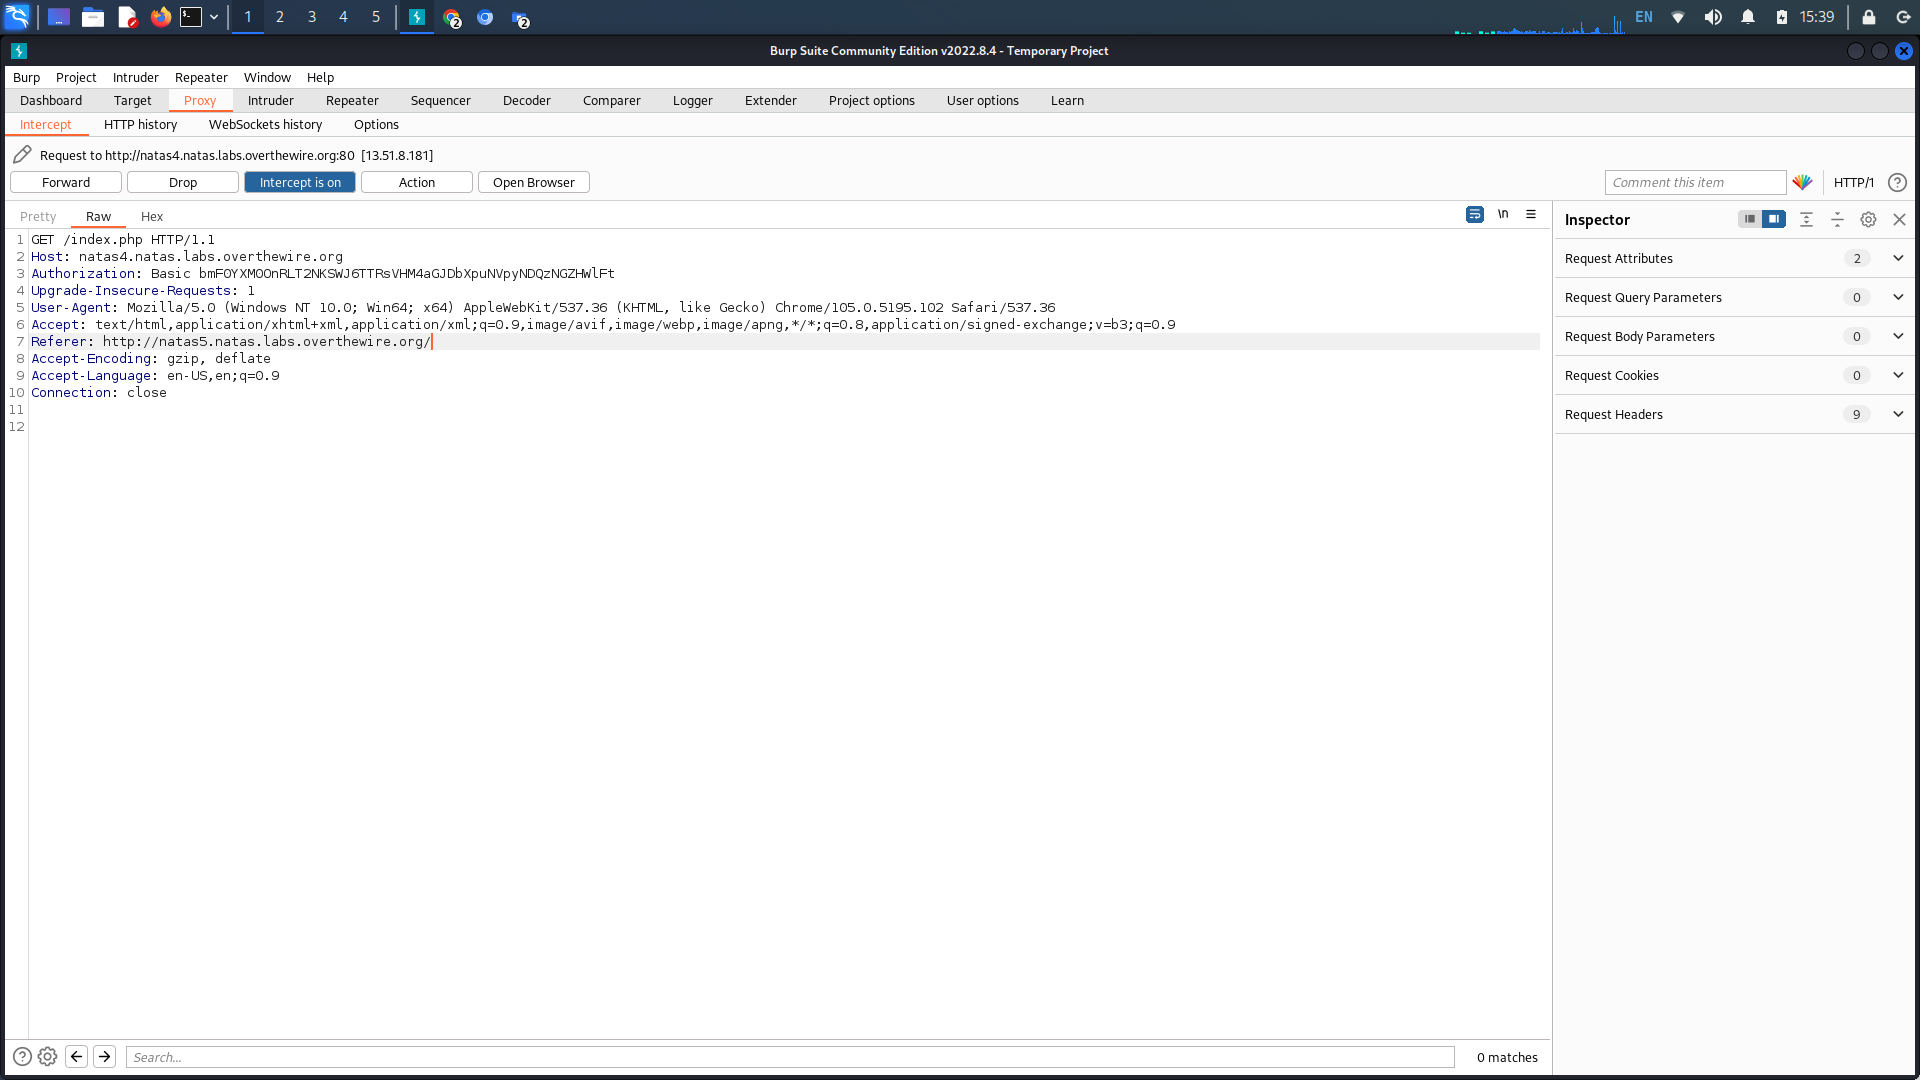 1 2 3 4 5 2 2 EN 15:39
Burp Suite Community Edition v2022.8.4 - Temporary Project
Burp Project Intruder Repeater Window Help
Dashboard Target Proxy Intruder Repeater Sequencer Decoder Comparer Logger Extender Project options User options Learn
Intercept HTTP history WebSockets history Options
Request to http://natas4.natas.labs.overthewire.org:80 [13.51.8.181]
Forward Drop Intercept is on Action Open Browser Comment this item HTTP/1 ?
Pretty Raw Hex \n Inspector
1 GET /index.php HTTP/1.1
2 Host: natas4.natas.labs.overthewire.org
3 Authorization: Basic bmF0YXM0OnRLT2NKSWJ6TTRsVHM4aGJDbXpuNVpyNDQzNGZHWlFt
4 Upgrade-Insecure-Requests: 1
5 User-Agent: Mozilla/5.0 (Windows NT 10.0; Win64; x64) AppleWebKit/537.36 (KHTML, like Gecko) Chrome/105.0.5195.102 Safari/537.36
6 Accept: text/html,application/xhtml+xml,application/xml;q=0.9,image/avif,image/webp,image/apng,*/*;q=0.8,application/signed-exchange;v=b3;q=0.9
7 Referer: http://natas5.natas.labs.overthewire.org/
8 Accept-Encoding: gzip, deflate
9 Accept-Language: en-US,en;q=0.9
10 Connection: close
11
12
Request Attributes 2
Request Query Parameters 0
Request Body Parameters 0
Request Cookies 0
Request Headers 9
? Search... 0 matches